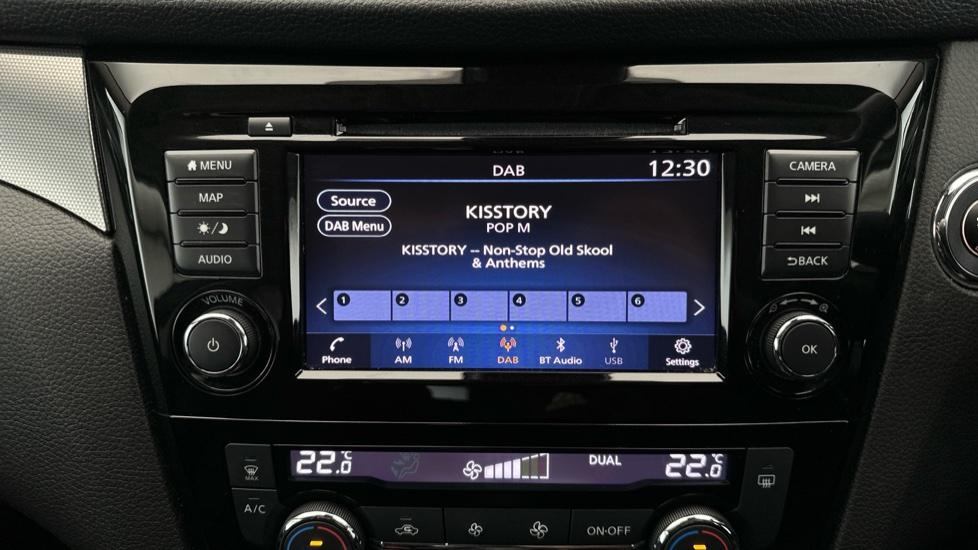 MENU
MAP
AUDIO
VOLUME
DAB 12:30
Source
DAB Menu
KISSTORY
POP M
KISSTORY -- Non-Stop Old Skool
& Anthems
1 2 3 4 5 6
Phone AM FM DAB BT Audio USB Settings
CAMERA
BACK
OK
22.0 °C DUAL 22.0 °C
MAX
A/C
ON·OFF